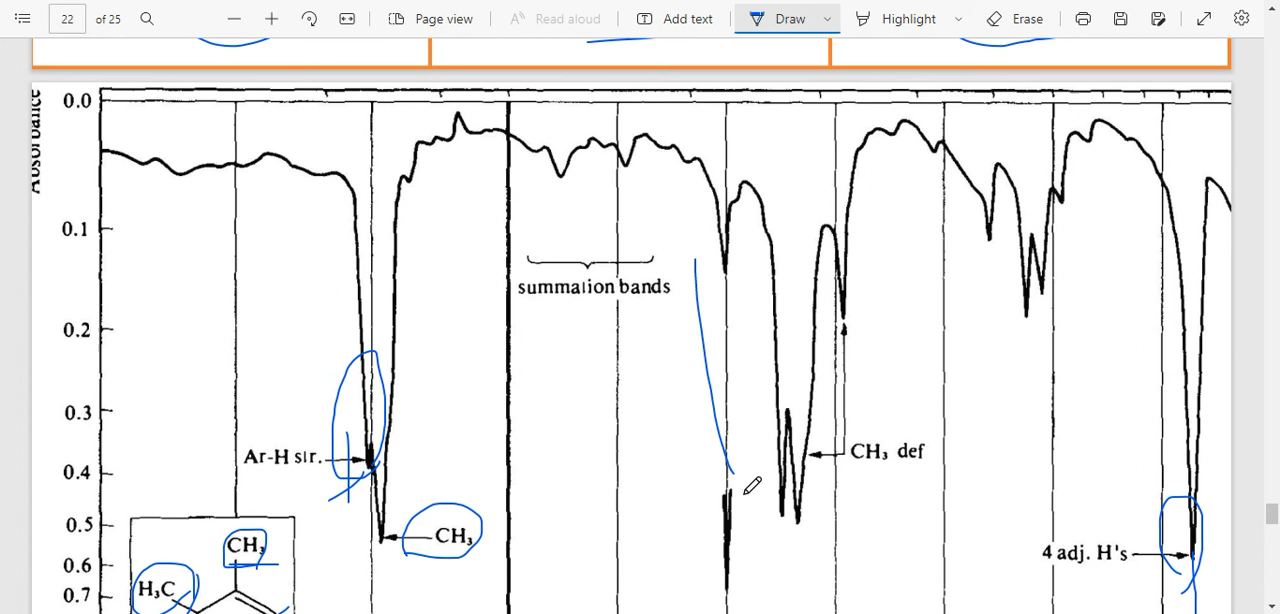 22 of 25
Page view
Read aloud
Add text
Draw
Highlight
Erase
Absorbance
0.0
0.1
0.2
0.3
0.4
0.5
0.6
0.7
summation bands
Ar-H str.
CH₃
CH₃ def
4 adj. H's
CH₃
H₃C